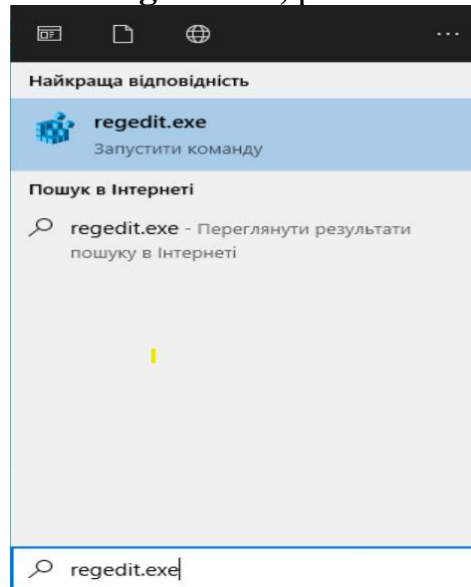 ...
Найкраща відповідність
regedit.exe
Запустити команду
Пошук в Інтернеті
regedit.exe - Переглянути результати
пошуку в Інтернеті
regedit.exe